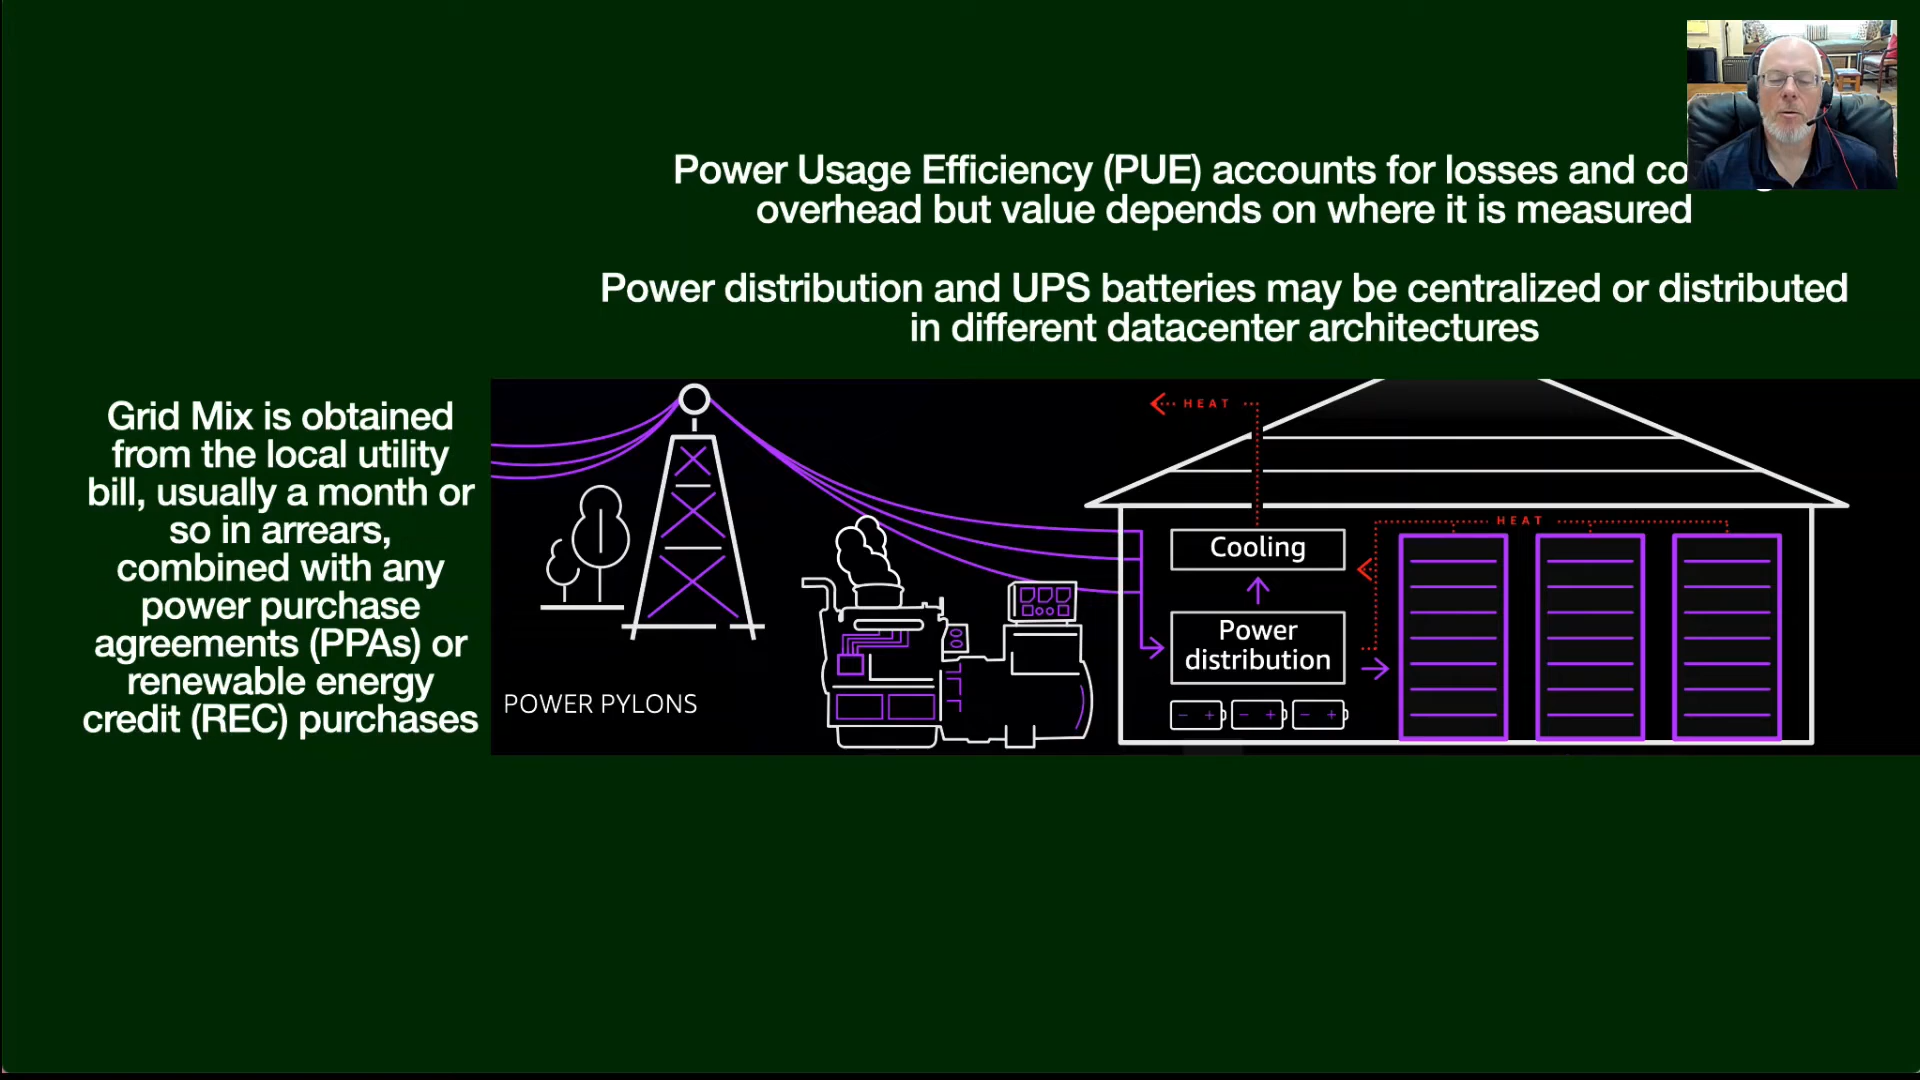 Power Usage Efficiency (PUE) accounts for losses and
overhead but value depends on where it is measured
Power distribution and UPS batteries may be centralized or distributed
in different datacenter architectures
Grid Mix is obtained
from the local utility
bill, usually a month or
so in arrears,
combined with any
power purchase
agreements (PPAs) or
renewable energy
credit (REC) purchases
POWER PYLONS
HEAT
HEAT
Cooling
Power
distribution
- + - + - +